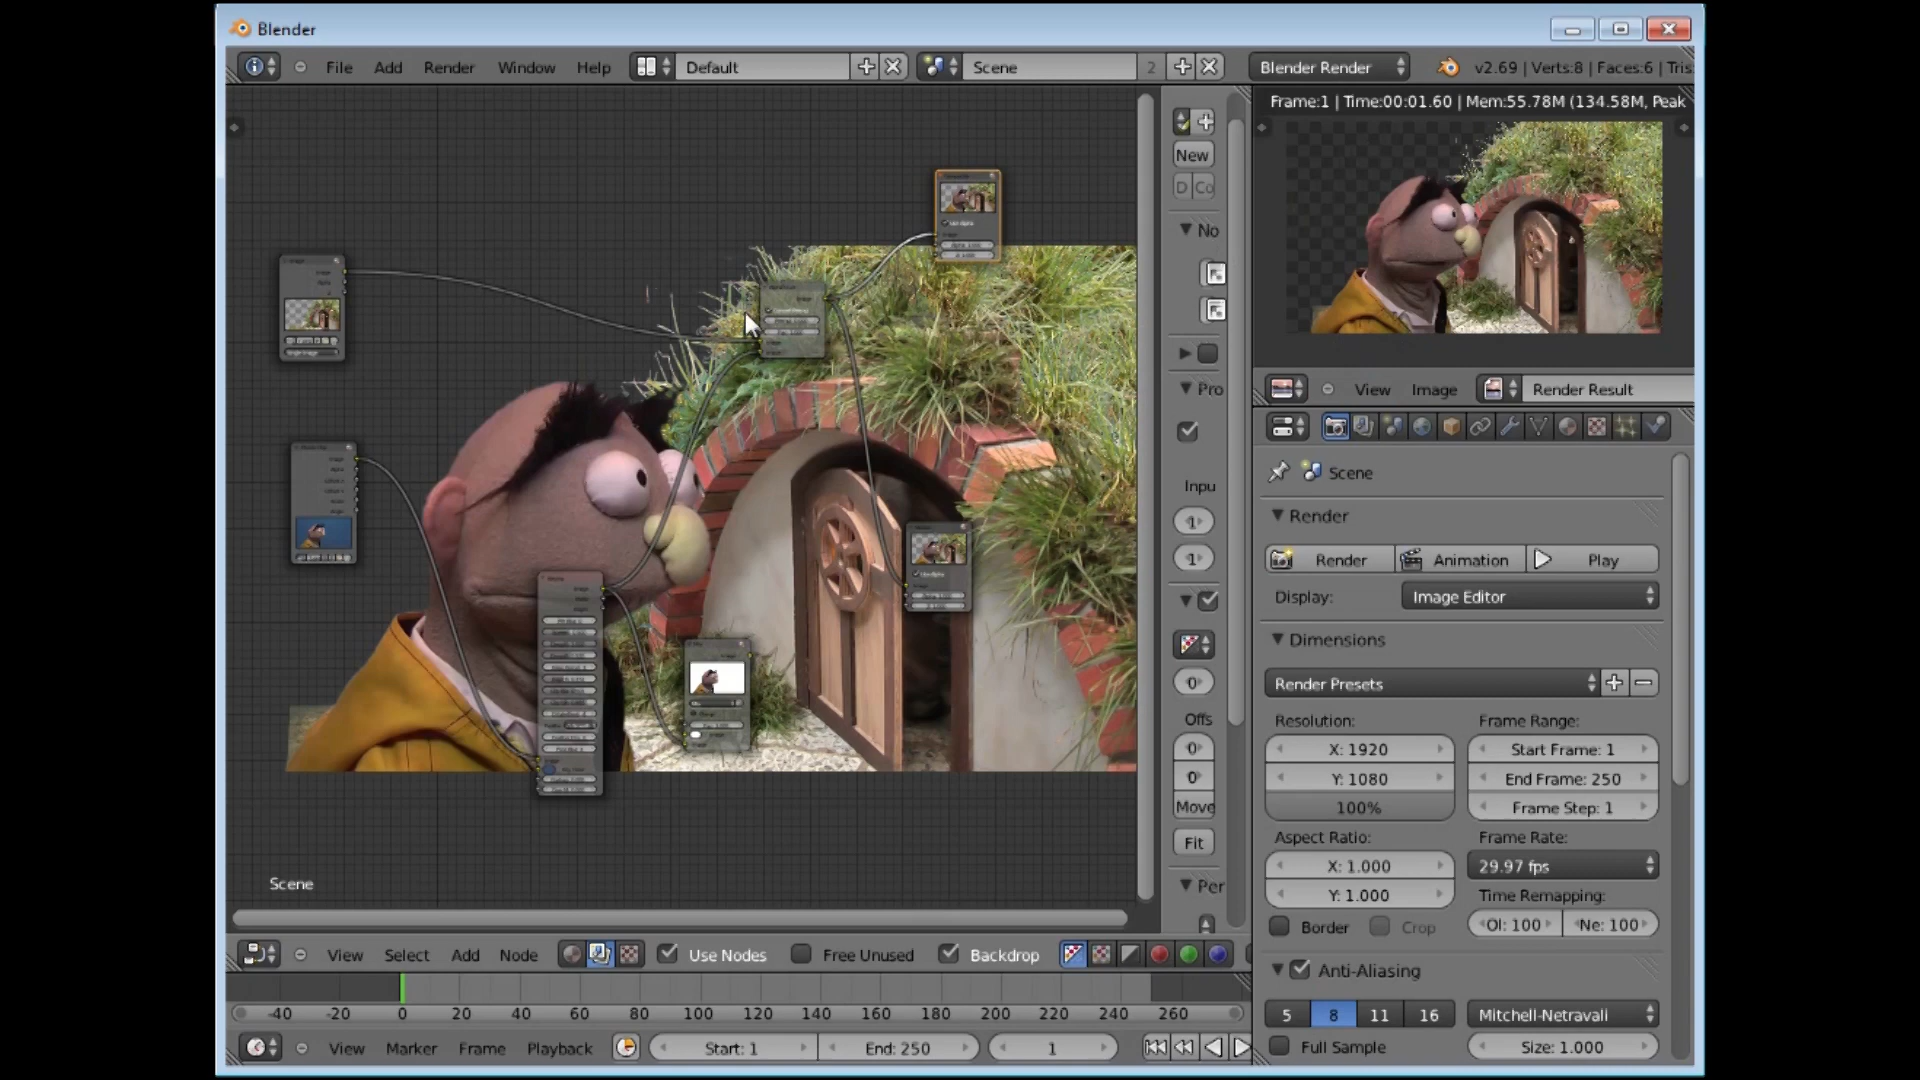 Blender
File Add Render Window Help Default Scene 2 Blender Render v2.69 | Verts:8 | Faces:6 | Tris
Frame:1 | Time:00:01.60 | Mem:55.78M (134.58M, Peak
New
D Co
No
View Image Render Result
Pro
Scene
Inpu
1
1
Render
Render Animation Play
Display: Image Editor
Dimensions
Render Presets
0
Resolution: Frame Range:
Offs
X: 1920 Start Frame: 1
0
Y: 1080 End Frame: 250
0
100% Frame Step: 1
Move
Aspect Ratio: Frame Rate:
Fit
X: 1.000 29.97 fps
Y: 1.000 Time Remapping:
Scene
Per
Border Crop Ol: 100 Ne: 100
View Select Add Node Use Nodes Free Unused Backdrop
Anti-Aliasing
-40 -20 0 20 40 60 80 100 120 140 160 180 200 220 240 260
5 8 11 16 Mitchell-Netravali
View Marker Frame Playback Start: 1 End: 250 1
Full Sample Size: 1.000